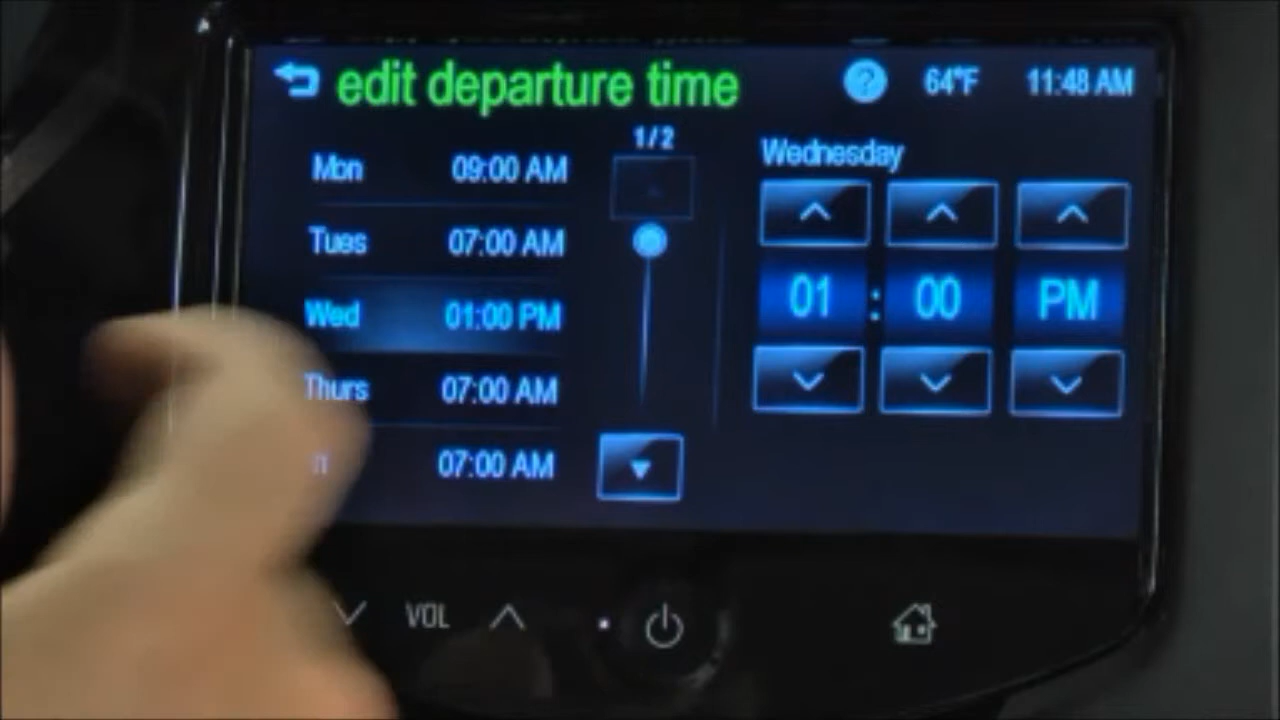 edit departure time
? 64°F 11:48 AM
1/2
Mon 09:00 AM
Tues 07:00 AM
Wed 01:00 PM
Thurs 07:00 AM
07:00 AM
Wednesday
01 : 00 PM
VOL